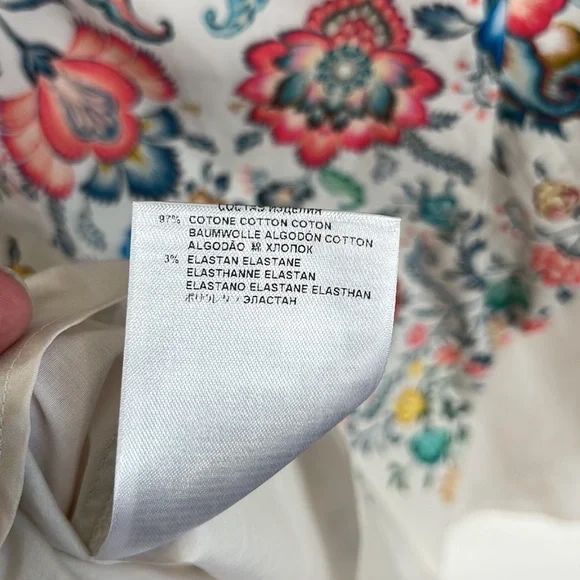 СОСТАВ ИЗДЕЛИЯ
97% COTONE COTTON COTON
BAUMWOLLE ALGODÓN COTTON
ALGODÃO 綿 ХЛОПОК
3% ELASTAN ELASTANE
ELASTHANNE ELASTAN
ELASTANO ELASTANE ELASTHAN
ポリウレタン ЭЛАСТАН